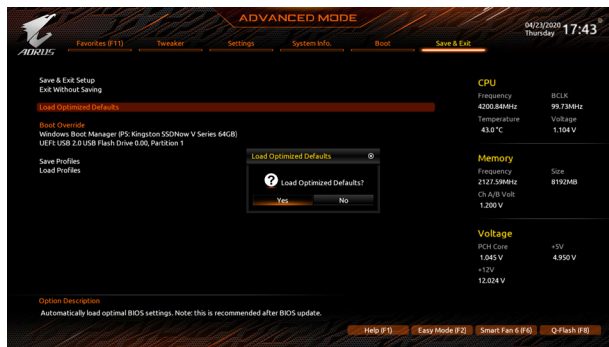 ADVANCED MODE
04/23/2020 Thursday 17:43
AORUS
Favorites (F11) Tweaker Settings System Info. Boot Save & Exit
Save & Exit Setup
Exit Without Saving
Load Optimized Defaults
Boot Override
Windows Boot Manager (P5: Kingston SSDNow V Series 64GB)
UEFI: USB 2.0 USB Flash Drive 0.00, Partition 1
Save Profiles
Load Profiles
Load Optimized Defaults
Load Optimized Defaults?
Yes No
CPU
Frequency BCLK
4200.84MHz 99.73MHz
Temperature Voltage
43.0 °C 1.104 V
Memory
Frequency Size
2127.59MHz 8192MB
Ch A/B Volt
1.200 V
Voltage
PCH Core +5V
1.045 V 4.950 V
+12V
12.024 V
Option Description
Automatically load optimal BIOS settings. Note: this is recommended after BIOS update.
Help (F1) Easy Mode (F2) Smart Fan 6 (F6) Q-Flash (F8)